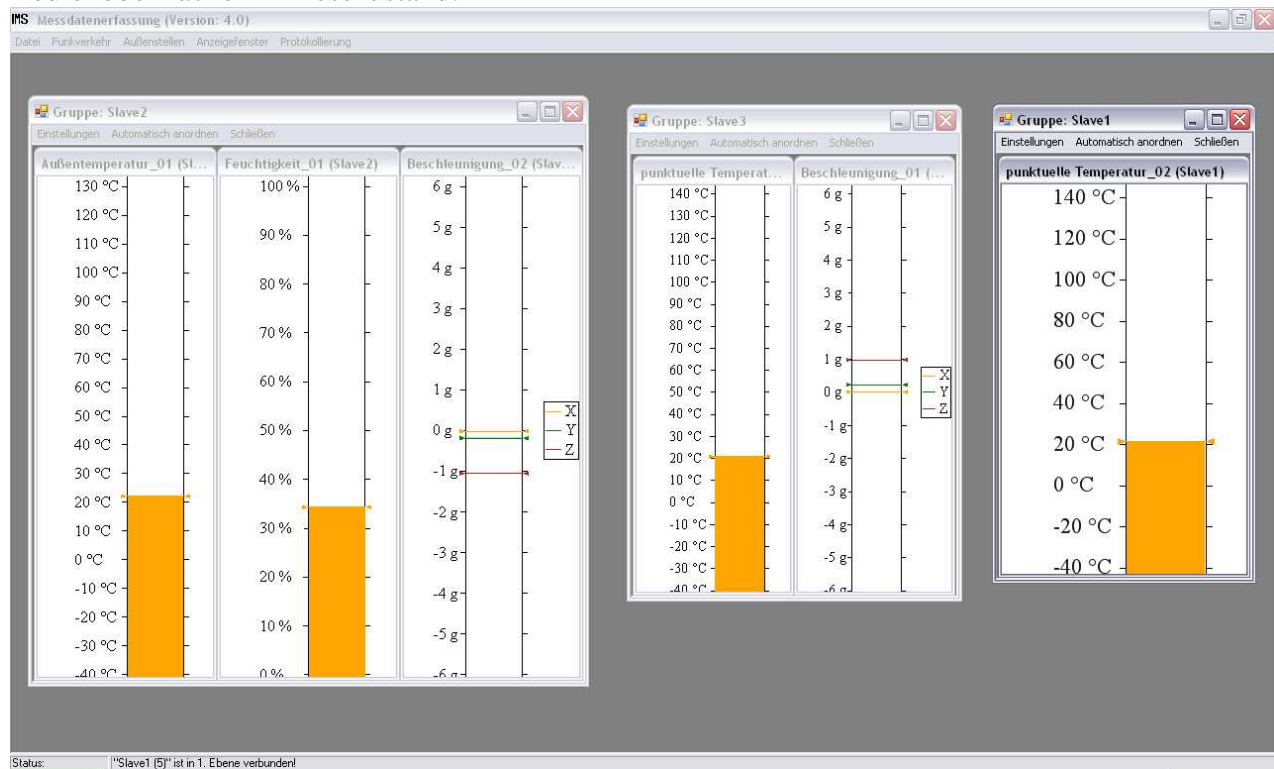 IMS Messdatenerfassung (Version: 4.0)
Datei Funkverkehr Außenstellen Anzeigefenster Protokollierung
Gruppe: Slave2
Einstellungen Automatisch anordnen Schließen
Außentemperatur_01 (Sl...
130 °C
120 °C
110 °C
100 °C
90 °C
80 °C
70 °C
60 °C
50 °C
40 °C
30 °C
20 °C
10 °C
0 °C
-10 °C
-20 °C
-30 °C
-40 °C
Feuchtigkeit_01 (Slave2)
100 %
90 %
80 %
70 %
60 %
50 %
40 %
30 %
20 %
10 %
0 %
Beschleunigung_02 (Slav...
6 g
5 g
4 g
3 g
2 g
1 g
0 g
-1 g
-2 g
-3 g
-4 g
-5 g
-6 g
X
Y
Z
Gruppe: Slave3
Einstellungen Automatisch anordnen Schließen
punktuelle Temperat...
140 °C
130 °C
120 °C
110 °C
100 °C
90 °C
80 °C
70 °C
60 °C
50 °C
40 °C
30 °C
20 °C
10 °C
0 °C
-10 °C
-20 °C
-30 °C
-40 °C
Beschleunigung_01 (...
6 g
5 g
4 g
3 g
2 g
1 g
0 g
-1 g
-2 g
-3 g
-4 g
-5 g
-6 g
X
Y
Z
Gruppe: Slave1
Einstellungen Automatisch anordnen Schließen
punktuelle Temperatur_02 (Slave1)
140 °C
120 °C
100 °C
80 °C
60 °C
40 °C
20 °C
0 °C
-20 °C
-40 °C
Status: "Slave1 (5)" ist in 1. Ebene verbunden!